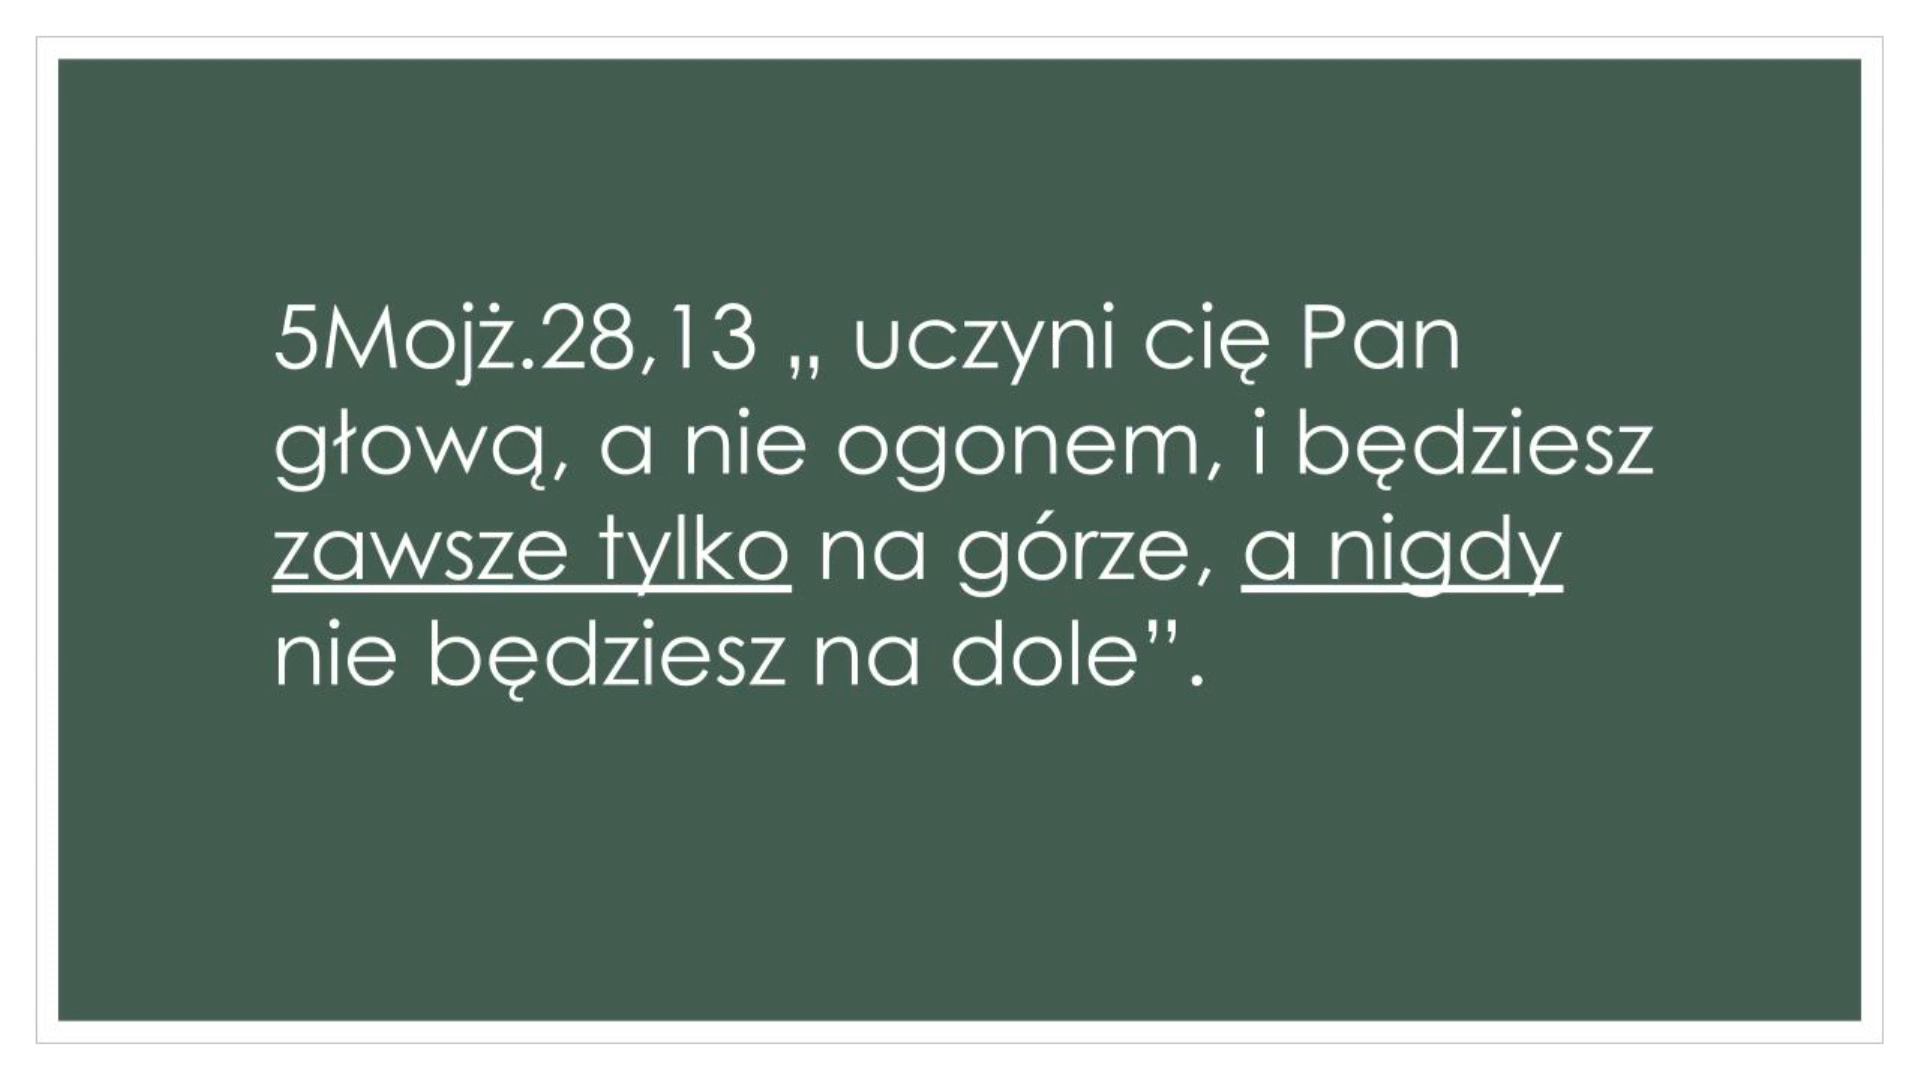 5Mojż.28,13 „ uczyni cię Pan
głową, a nie ogonem, i będziesz
zawsze tylko na górze, a nigdy
nie będziesz na dole”.